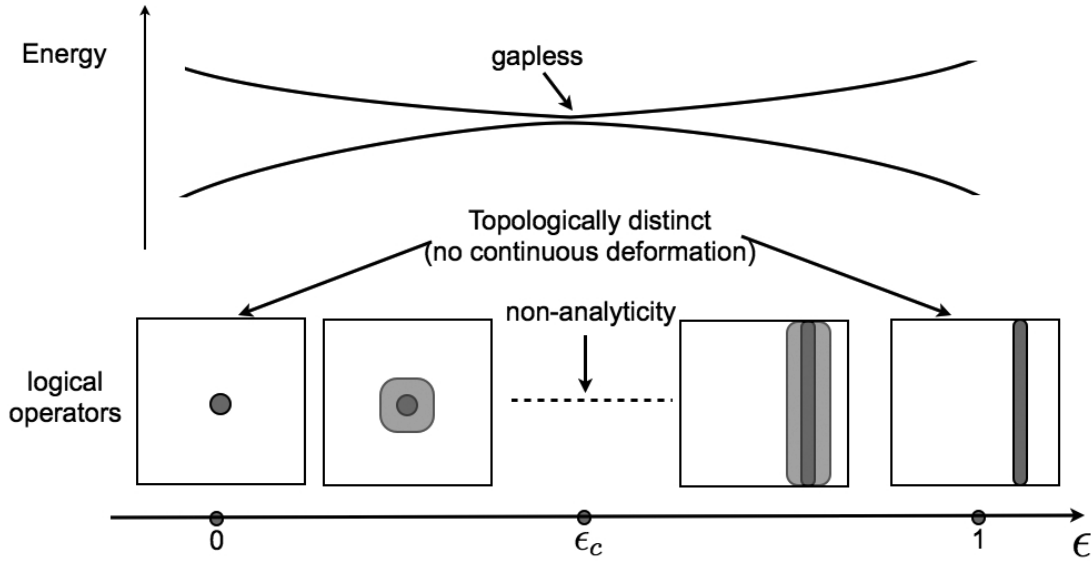 Energy
gapless
Topologically distinct
(no continuous deformation)
non-analyticity
logical
operators
0
ϵc
1
ϵ